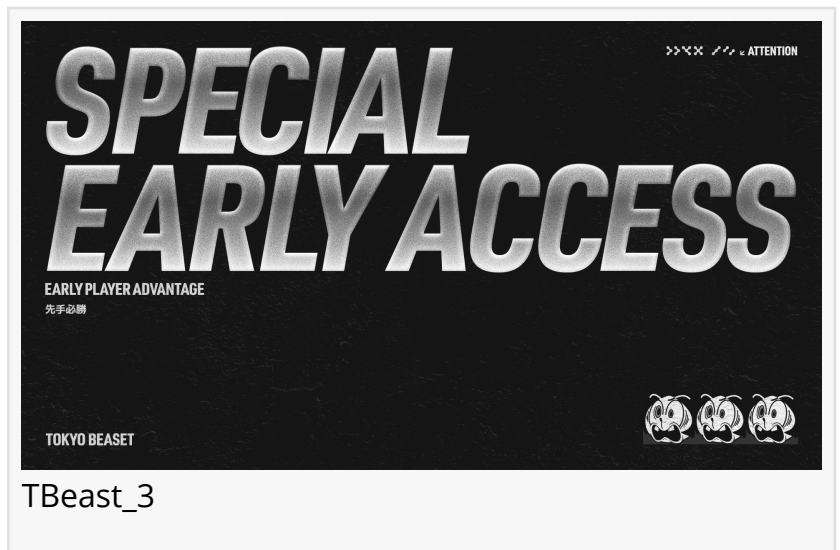 SPECIAL
EARLY ACCESS
ATTENTION
EARLY PLAYER ADVANTAGE
先手必勝
TOKYO BEASET
TBeast_3